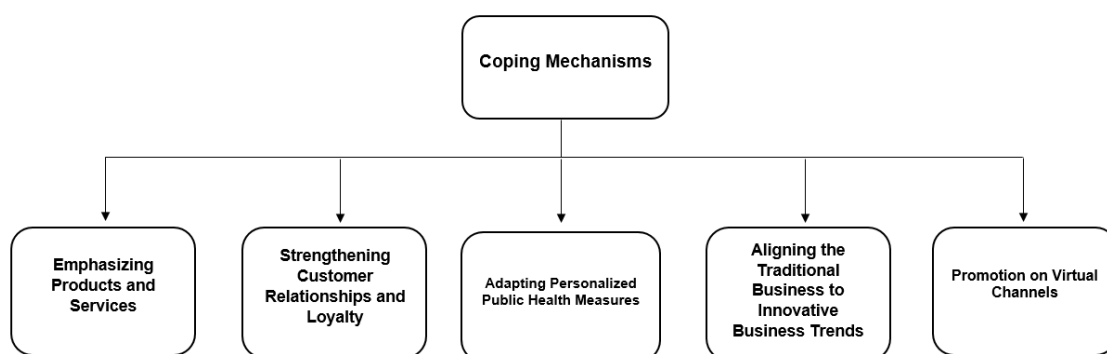 Coping Mechanisms
Emphasizing
Products and
Services
Strengthening
Customer
Relationships and
Loyalty
Adapting Personalized
Public Health Measures
Aligning the
Traditional
Business to
Innovative
Business Trends
Promotion on Virtual
Channels